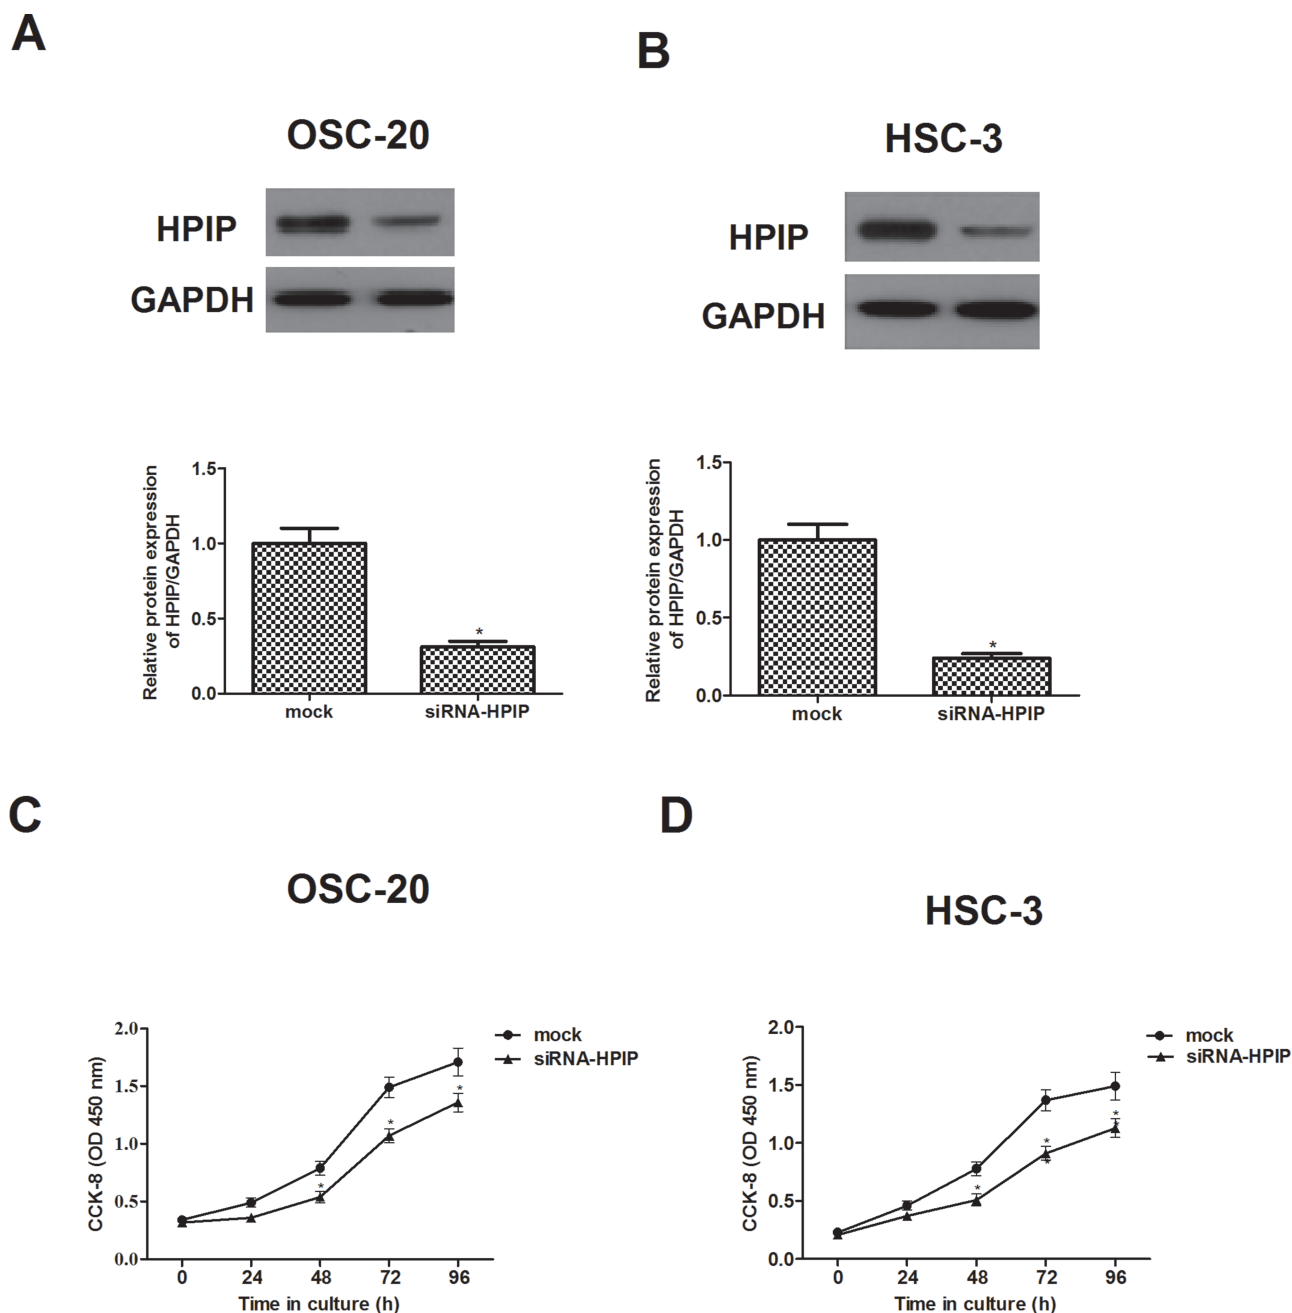 A
B
OSC-20
HSC-3
HPIP
GAPDH
HPIP
GAPDH
Relative protein expression
of HPIP/GAPDH
1.5
1.0
0.5
0.0
*
mock
siRNA-HPIP
Relative protein expression
of HPIP/GAPDH
1.5
1.0
0.5
0.0
*
mock
siRNA-HPIP
C
D
OSC-20
HSC-3
CCK-8 (OD 450 nm)
2.0
1.5
1.0
0.5
0.0
*
*
*
0
24
48
72
96
Time in culture (h)
mock
siRNA-HPIP
CCK-8 (OD 450 nm)
2.0
1.5
1.0
0.5
0.0
*
*
*
*
*
0
24
48
72
96
Time in culture (h)
mock
siRNA-HPIP